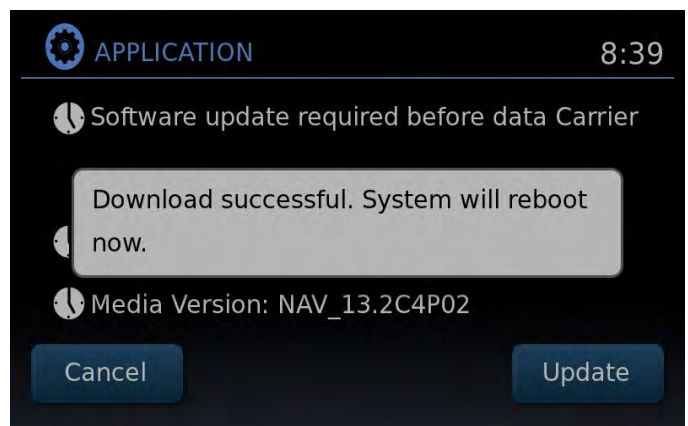 APPLICATION
8:39
Software update required before data Carrier
Download successful. System will reboot
now.
Media Version: NAV_13.2C4P02
Cancel
Update